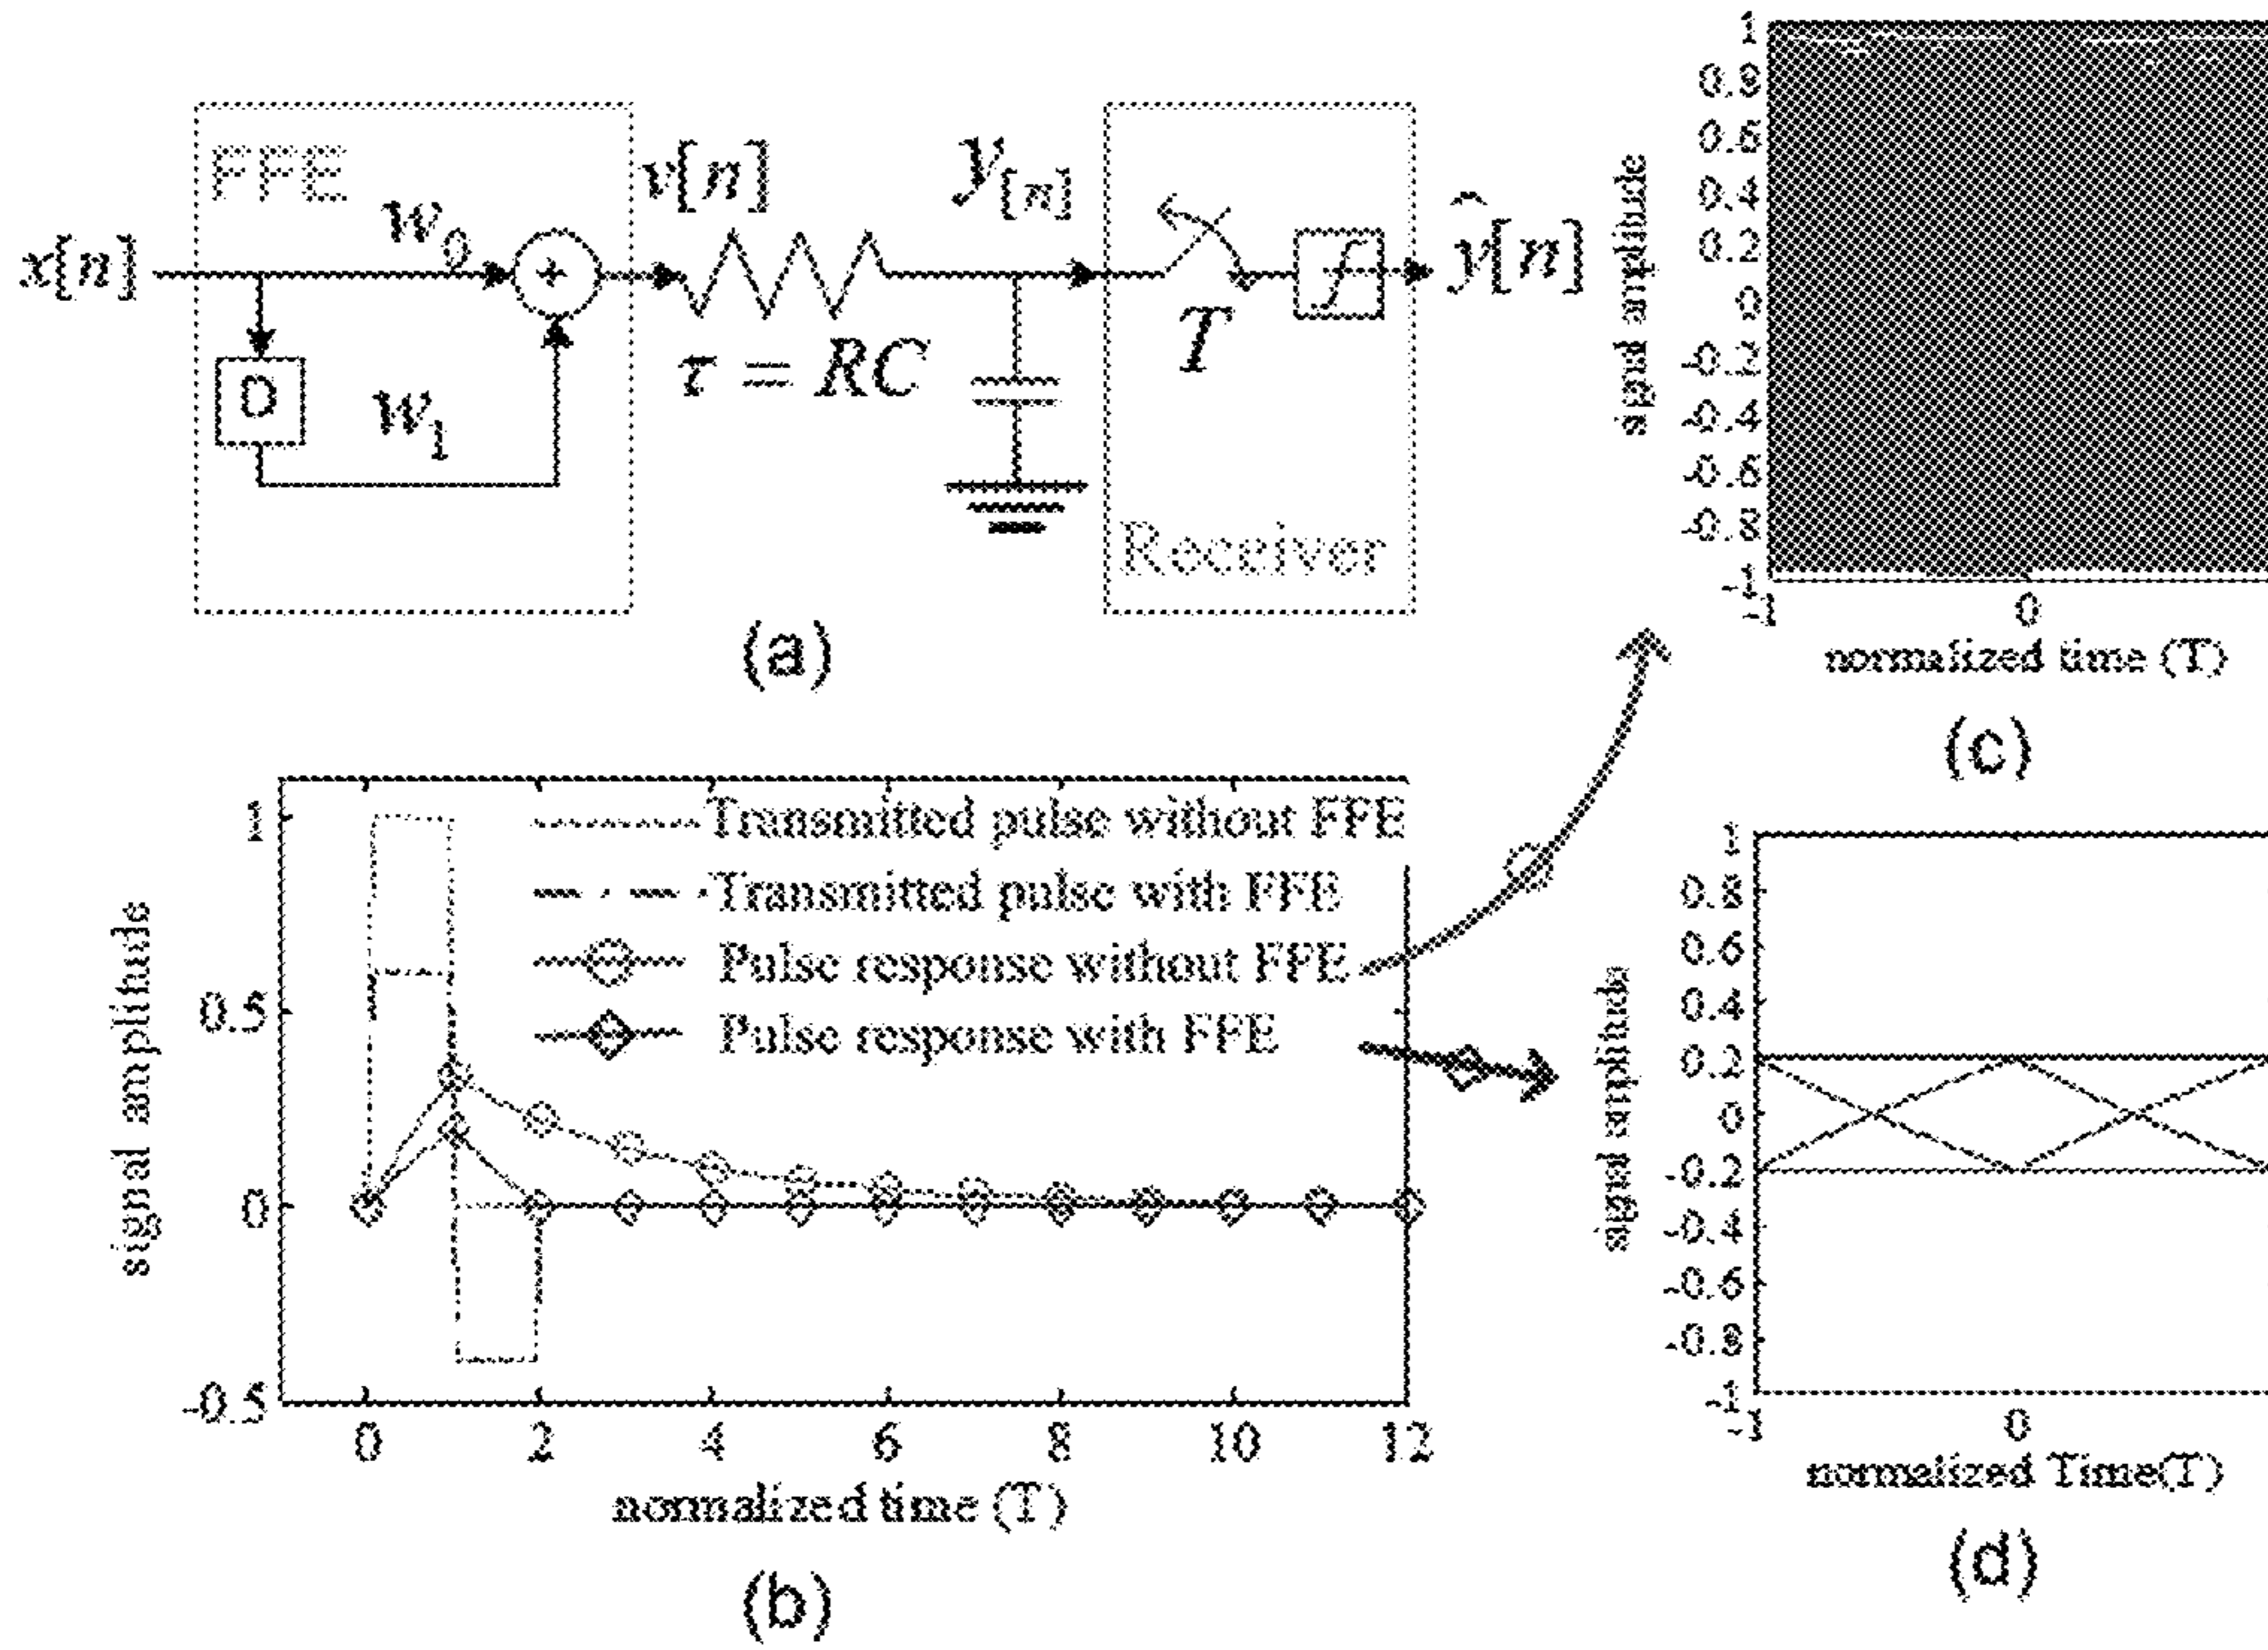 FFE
x[n]
w0
v[n]
y[n]
ŷ[n]
+
D
w1
τ = RC
T
Receiver
(a)
signal amplitude
1
0.8
0.6
0.4
0.2
0
-0.2
-0.4
-0.6
-0.8
-1
-1
0
normalized time (T)
(c)
signal amplitude
1
0.5
0
-0.5
Transmitted pulse without FFE
Transmitted pulse with FFE
Pulse response without FFE
Pulse response with FFE
0 2 4 6 8 10 12
normalized time (T)
(b)
signal amplitude
1
0.8
0.6
0.4
0.2
0
-0.2
-0.4
-0.6
-0.8
-1
-1
0
normalized Time(T)
(d)